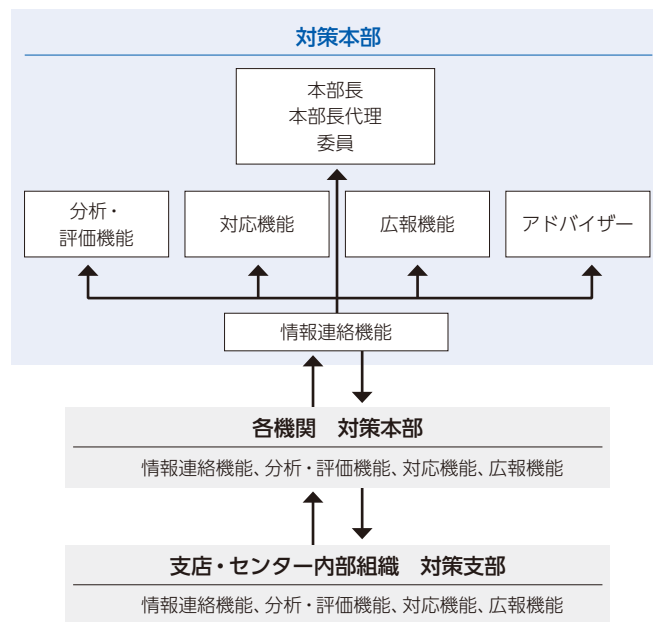 対策本部
本部長
本部長代理
委員
分析・
評価機能
対応機能
広報機能
アドバイザー
情報連絡機能
各機関　対策本部
情報連絡機能、分析・評価機能、対応機能、広報機能
支店・センター内部組織　対策支部
情報連絡機能、分析・評価機能、対応機能、広報機能